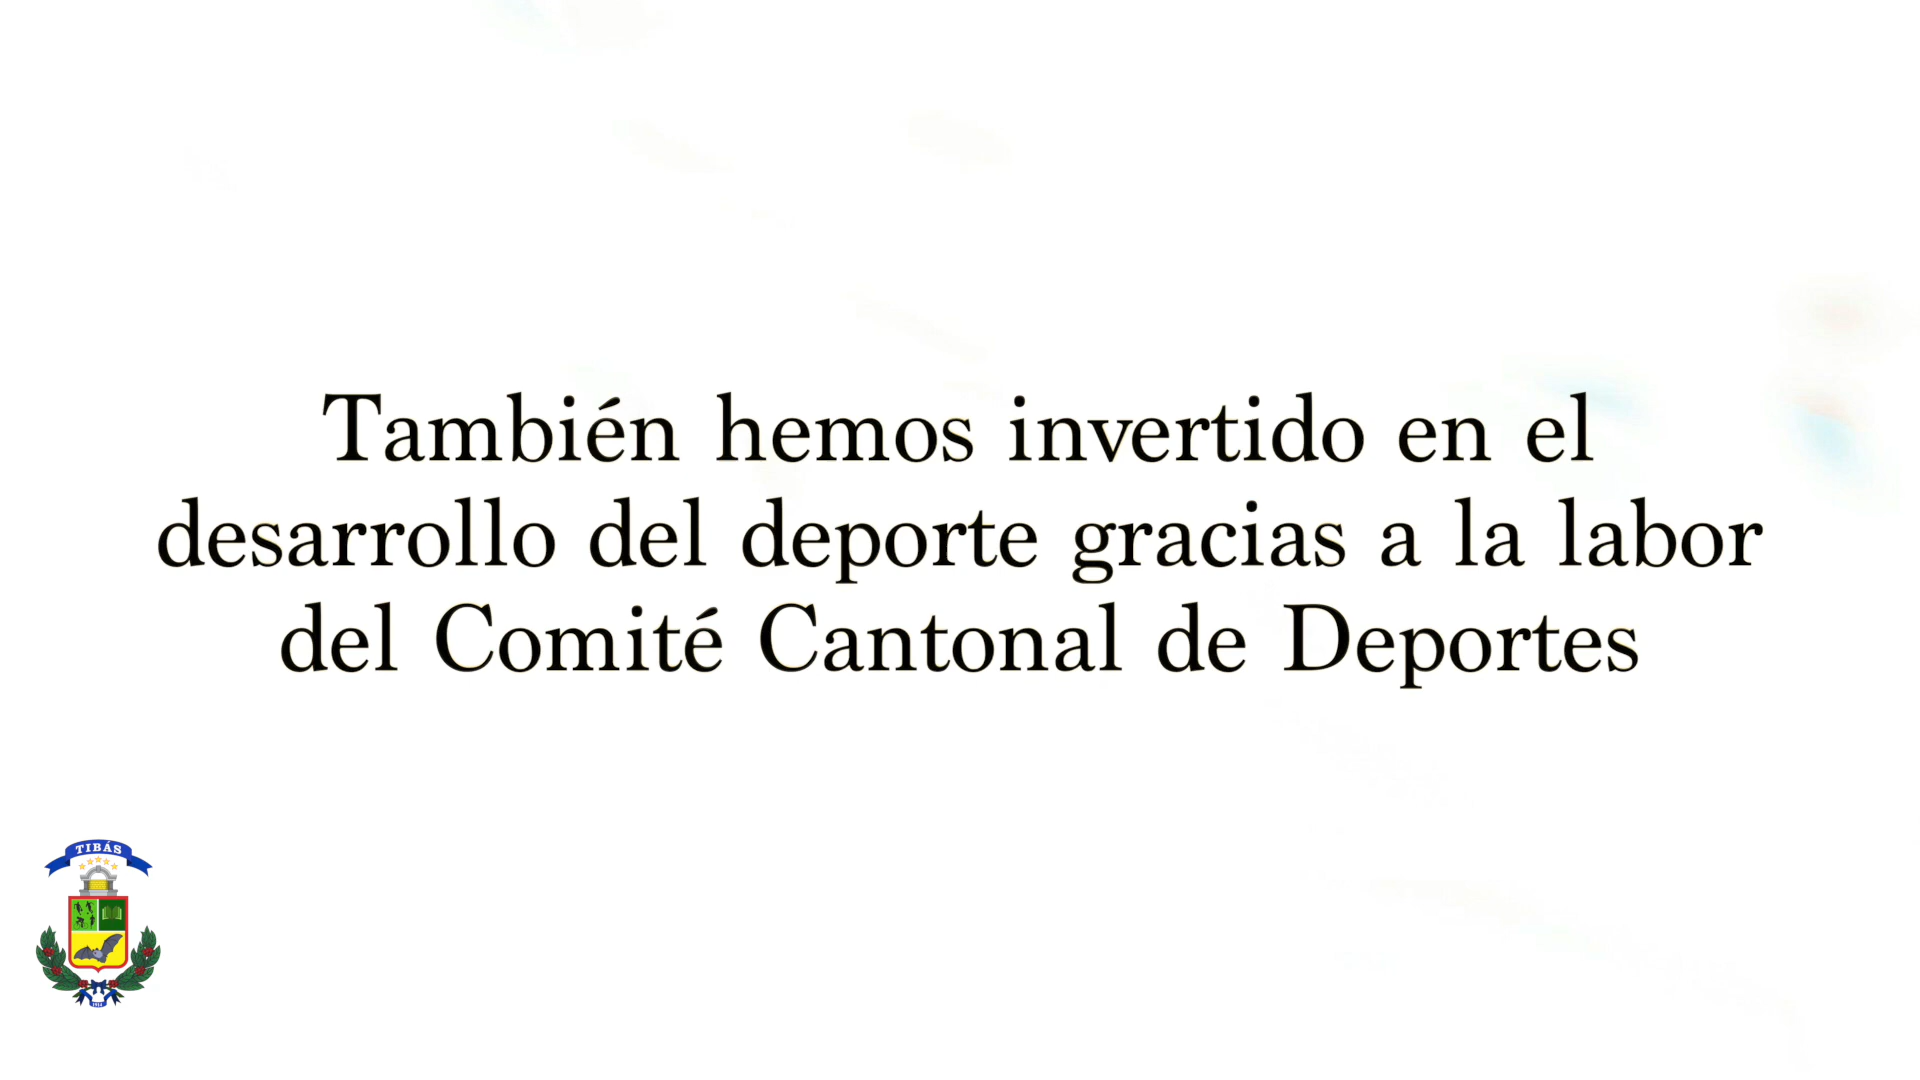 También hemos invertido en el
desarrollo del deporte gracias a la labor
del Comité Cantonal de Deportes
TIBÁS